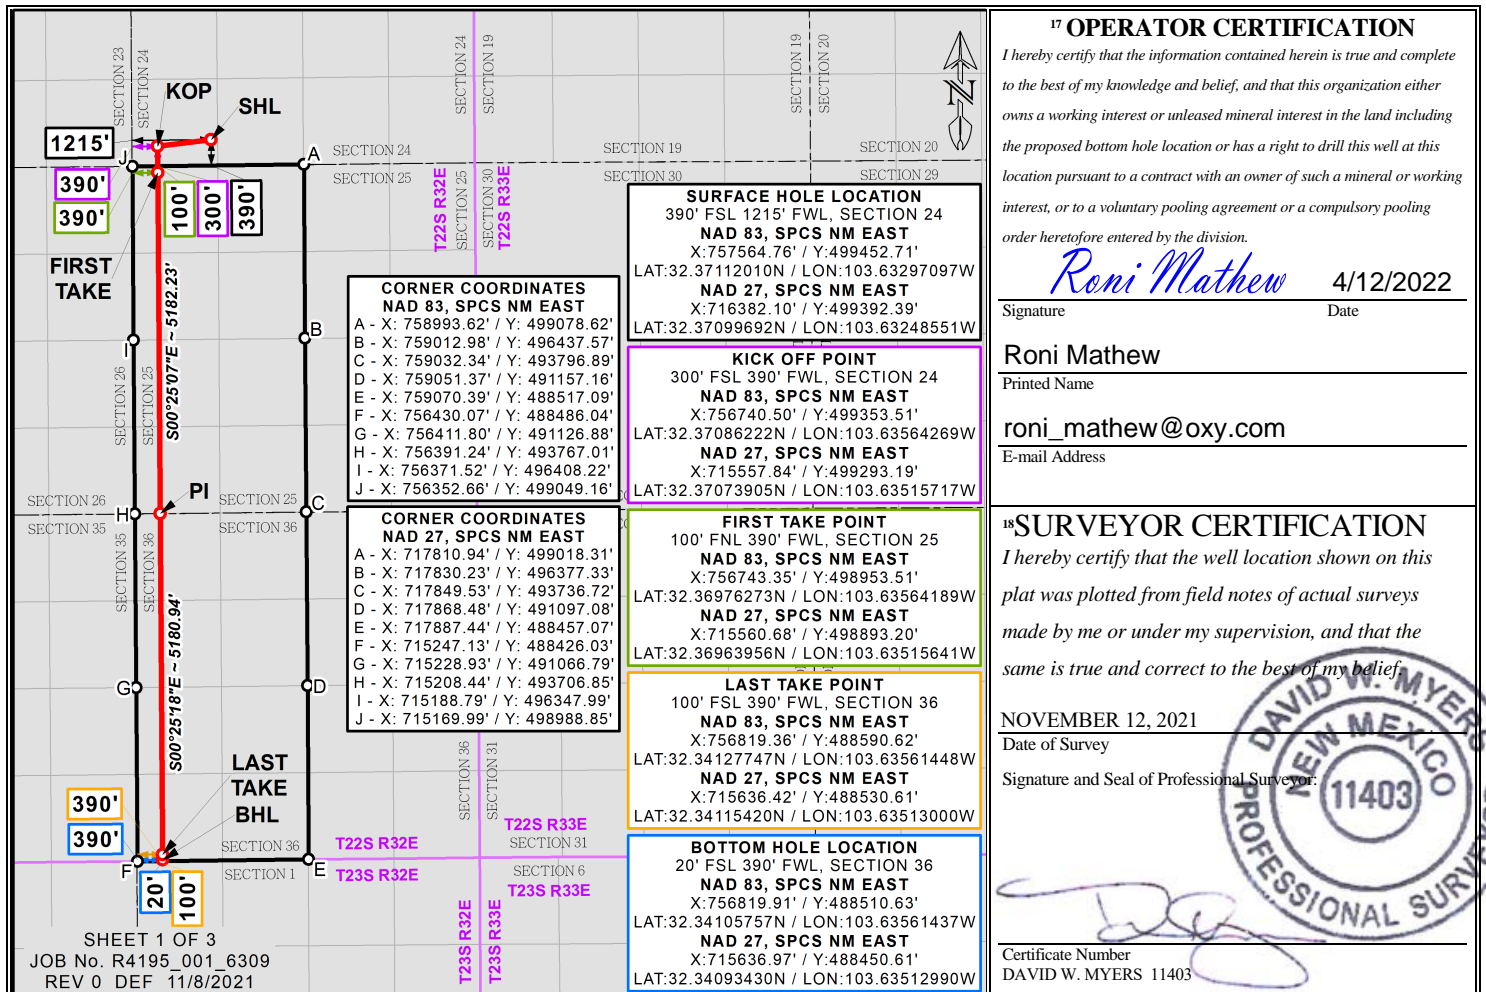 SECTION 23
SECTION 24
SECTION 24
SECTION 19
SECTION 19
SECTION 20
N
KOP
SHL
1215'
J
A
SECTION 24
SECTION 25
SECTION 19
SECTION 30
SECTION 20
SECTION 29
390'
390'
100'
300'
390'
T22S R32E
SECTION 25
SECTION 30
T22S R33E
FIRST
TAKE
S00°25'07"E ~ 5182.23'
I
B
SECTION 26
SECTION 25
PI
SECTION 26
SECTION 35
H
SECTION 25
SECTION 36
C
SECTION 35
SECTION 36
S00°25'18"E ~ 5180.94'
G
D
LAST
TAKE
BHL
390'
390'
SECTION 36
SECTION 1
F
E
20'
100'
SECTION 36
SECTION 31
T22S R32E
T23S R32E
T22S R33E
SECTION 31
SECTION 6
T23S R33E
T23S R32E
T23S R33E
SHEET 1 OF 3
JOB No. R4195_001_6309
REV 0 DEF 11/8/2021
CORNER COORDINATES
NAD 83, SPCS NM EAST
A - X: 758993.62' / Y: 499078.62'
B - X: 759012.98' / Y: 496437.57'
C - X: 759032.34' / Y: 493796.89'
D - X: 759051.37' / Y: 491157.16'
E - X: 759070.39' / Y: 488517.09'
F - X: 756430.07' / Y: 488486.04'
G - X: 756411.80' / Y: 491126.88'
H - X: 756391.24' / Y: 493767.01'
I - X: 756371.52' / Y: 496408.22'
J - X: 756352.66' / Y: 499049.16'
CORNER COORDINATES
NAD 27, SPCS NM EAST
A - X: 717810.94' / Y: 499018.31'
B - X: 717830.23' / Y: 496377.33'
C - X: 717849.53' / Y: 493736.72'
D - X: 717868.48' / Y: 491097.08'
E - X: 717887.44' / Y: 488457.07'
F - X: 715247.13' / Y: 488426.03'
G - X: 715228.93' / Y: 491066.79'
H - X: 715208.44' / Y: 493706.85'
I - X: 715188.79' / Y: 496347.99'
J - X: 715169.99' / Y: 498988.85'
SURFACE HOLE LOCATION
390' FSL 1215' FWL, SECTION 24
NAD 83, SPCS NM EAST
X:757564.76' / Y:499452.71'
LAT:32.37112010N / LON:103.63297097W
NAD 27, SPCS NM EAST
X:716382.10' / Y:499392.39'
LAT:32.37099692N / LON:103.63248551W
KICK OFF POINT
300' FSL 390' FWL, SECTION 24
NAD 83, SPCS NM EAST
X:756740.50' / Y:499353.51'
LAT:32.37086222N / LON:103.63564269W
NAD 27, SPCS NM EAST
X:715557.84' / Y:499293.19'
LAT:32.37073905N / LON:103.63515717W
FIRST TAKE POINT
100' FNL 390' FWL, SECTION 25
NAD 83, SPCS NM EAST
X:756743.35' / Y:498953.51'
LAT:32.36976273N / LON:103.63564189W
NAD 27, SPCS NM EAST
X:715560.68' / Y:498893.20'
LAT:32.36963956N / LON:103.63515641W
LAST TAKE POINT
100' FSL 390' FWL, SECTION 36
NAD 83, SPCS NM EAST
X:756819.36' / Y:488590.62'
LAT:32.34127747N / LON:103.63561448W
NAD 27, SPCS NM EAST
X:715636.42' / Y:488530.61'
LAT:32.34115420N / LON:103.63513000W
BOTTOM HOLE LOCATION
20' FSL 390' FWL, SECTION 36
NAD 83, SPCS NM EAST
X:756819.91' / Y:488510.63'
LAT:32.34105757N / LON:103.63561437W
NAD 27, SPCS NM EAST
X:715636.97' / Y:488450.61'
LAT:32.34093430N / LON:103.63512990W
17 OPERATOR CERTIFICATION
I hereby certify that the information contained herein is true and complete
to the best of my knowledge and belief, and that this organization either
owns a working interest or unleased mineral interest in the land including
the proposed bottom hole location or has a right to drill this well at this
location pursuant to a contract with an owner of such a mineral or working
interest, or to a voluntary pooling agreement or a compulsory pooling
order heretofore entered by the division.
Roni Mathew 4/12/2022
Signature Date
Roni Mathew
Printed Name
roni_mathew@oxy.com
E-mail Address
18 SURVEYOR CERTIFICATION
I hereby certify that the well location shown on this
plat was plotted from field notes of actual surveys
made by me or under my supervision, and that the
same is true and correct to the best of my belief.
NOVEMBER 12, 2021
Date of Survey
Signature and Seal of Professional Surveyor:
DAVID W. MYERS
NEW MEXICO
11403
PROFESSIONAL SURVEYOR
Certificate Number
DAVID W. MYERS 11403